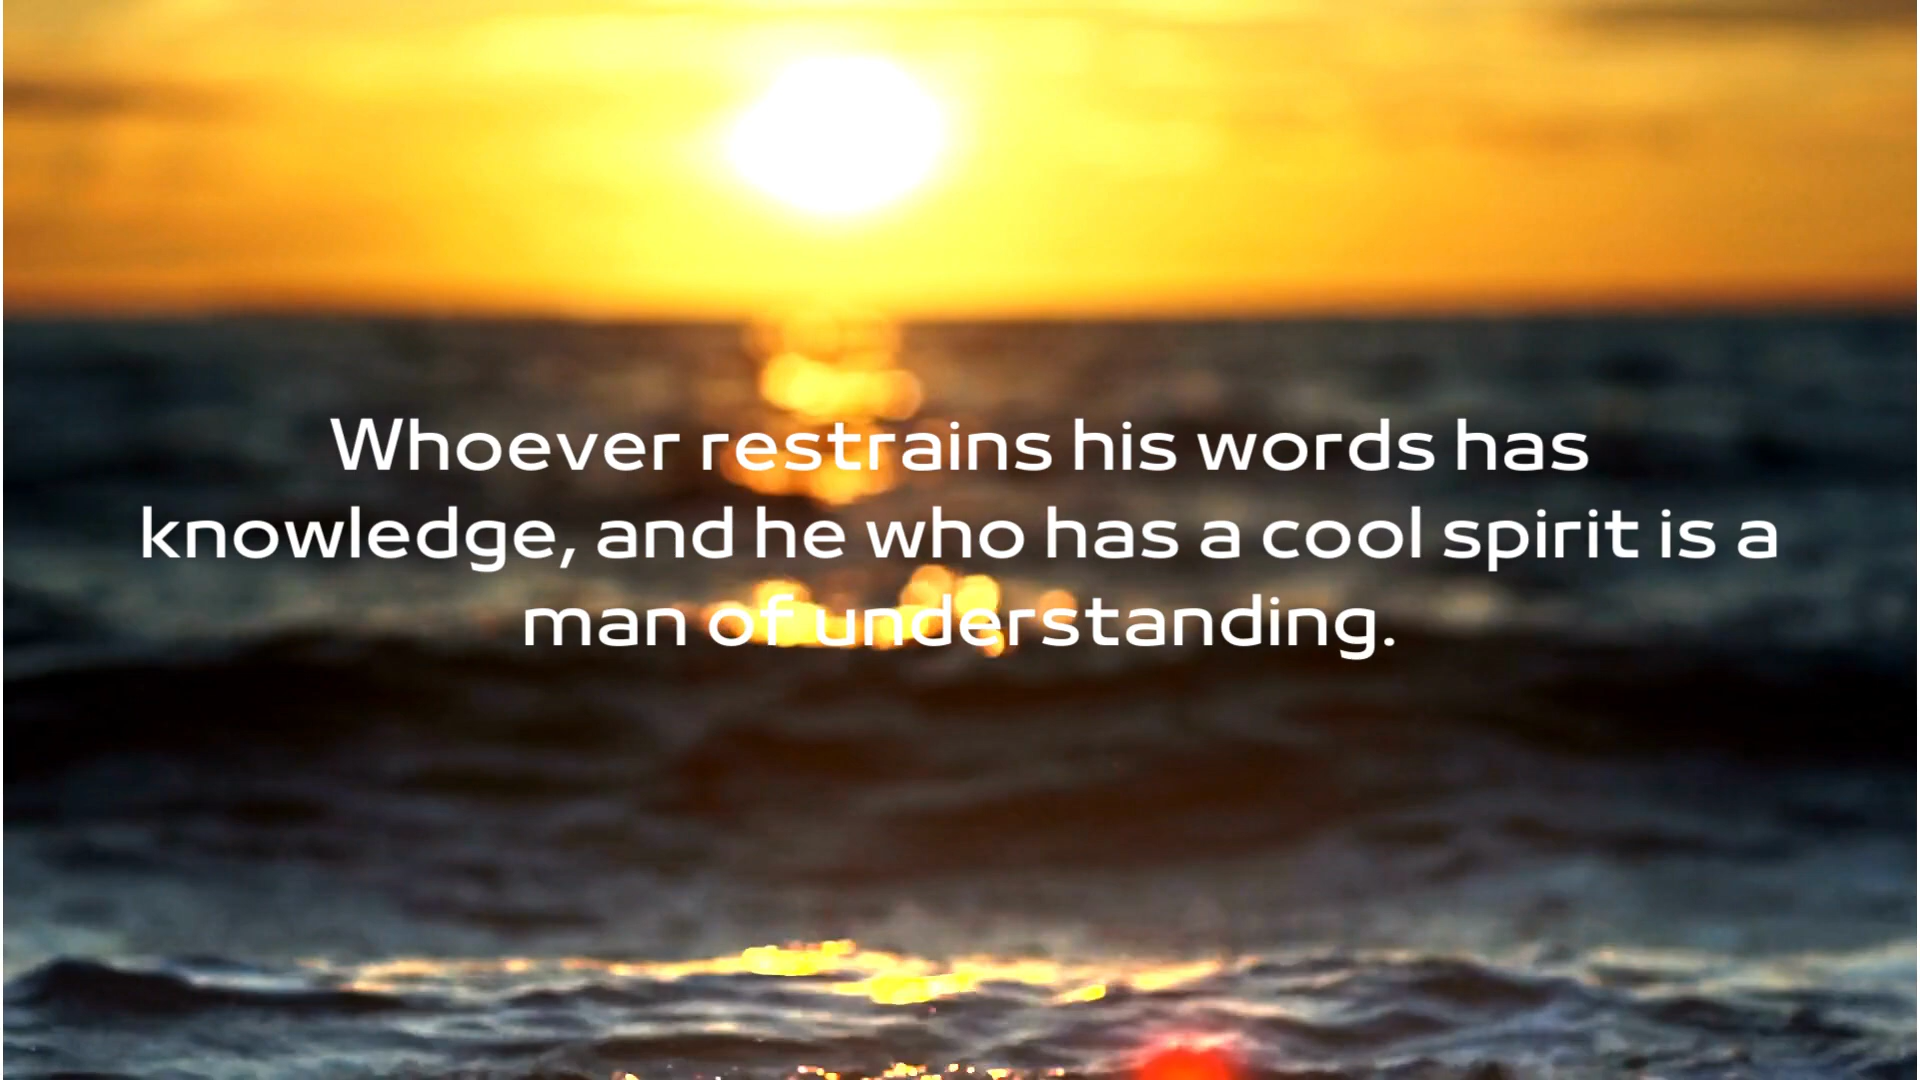 Whoever restrains his words has
knowledge, and he who has a cool spirit is a
man of understanding.